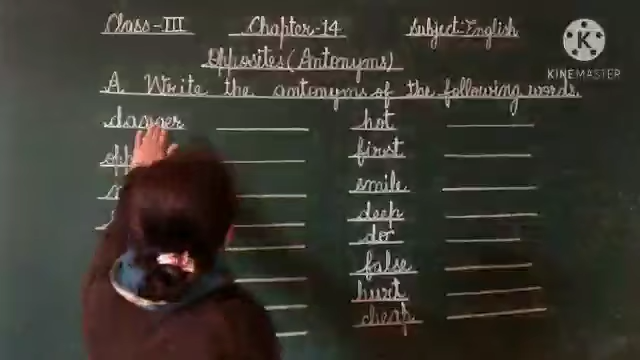 Class-III Chapter-14 Subject:English
Opposites(Antonyms)
A. Write the antonyms of the following words.
danger hot
first
smile
deep
do
false
hurt
cheap
KINEMASTER